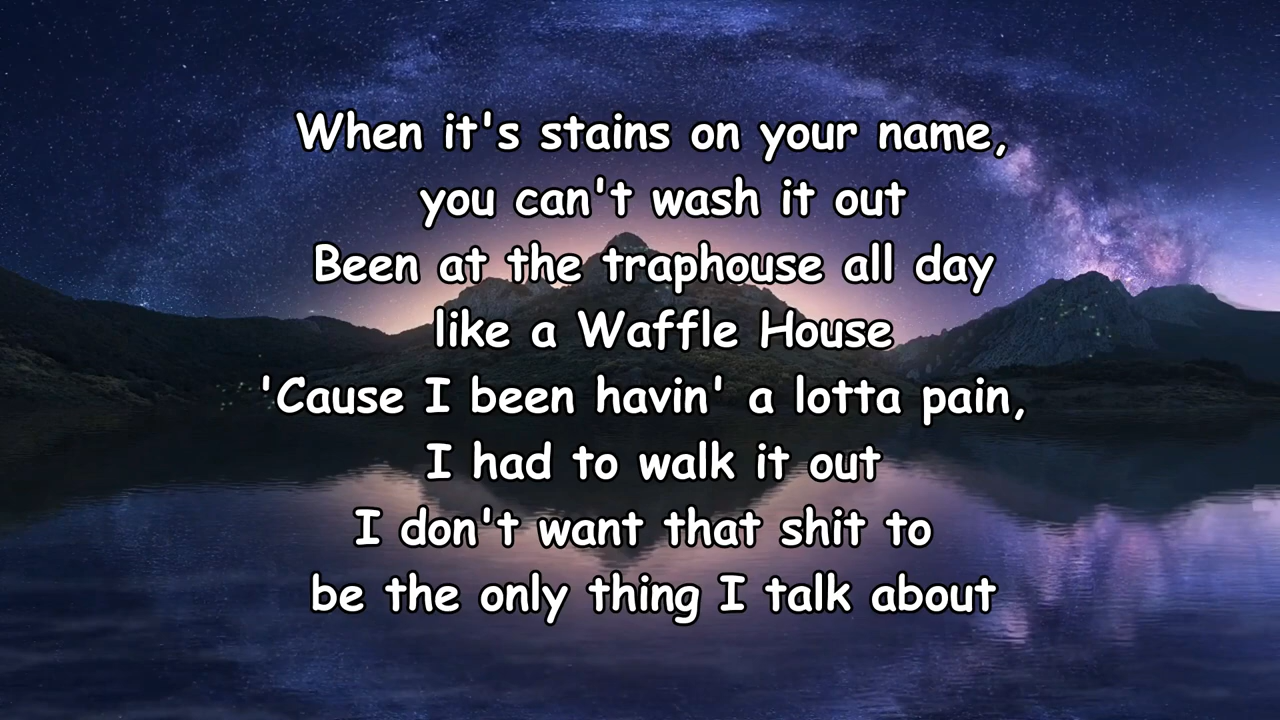 When it's stains on your name,
you can't wash it out
Been at the traphouse all day
like a Waffle House
'Cause I been havin' a lotta pain,
I had to walk it out
I don't want that shit to
be the only thing I talk about